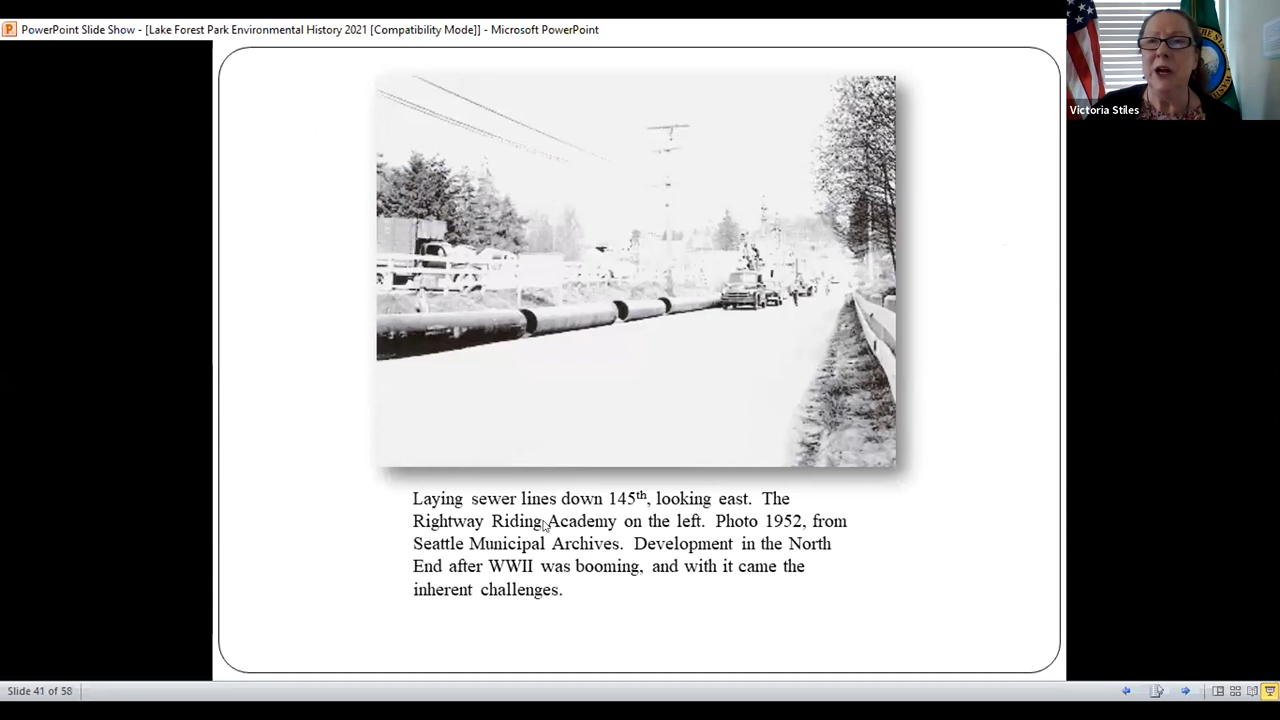 PowerPoint Slide Show - [Lake Forest Park Environmental History 2021 [Compatibility Mode]] - Microsoft PowerPoint
Victoria Stiles
Laying sewer lines down 145th, looking east. The
Rightway Riding Academy on the left. Photo 1952, from
Seattle Municipal Archives. Development in the North
End after WWII was booming, and with it came the
inherent challenges.
Slide 41 of 58